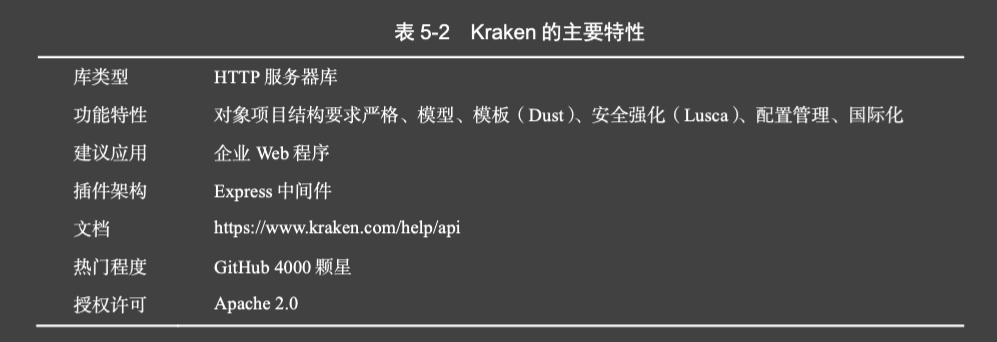 表 5-2 Kraken 的主要特性
库类型 HTTP 服务器库
功能特性 对象项目结构要求严格、模型、模板（Dust）、安全强化（Lusca）、配置管理、国际化
建议应用 企业 Web 程序
插件架构 Express 中间件
文档 https://www.kraken.com/help/api
热门程度 GitHub 4000 颗星
授权许可 Apache 2.0